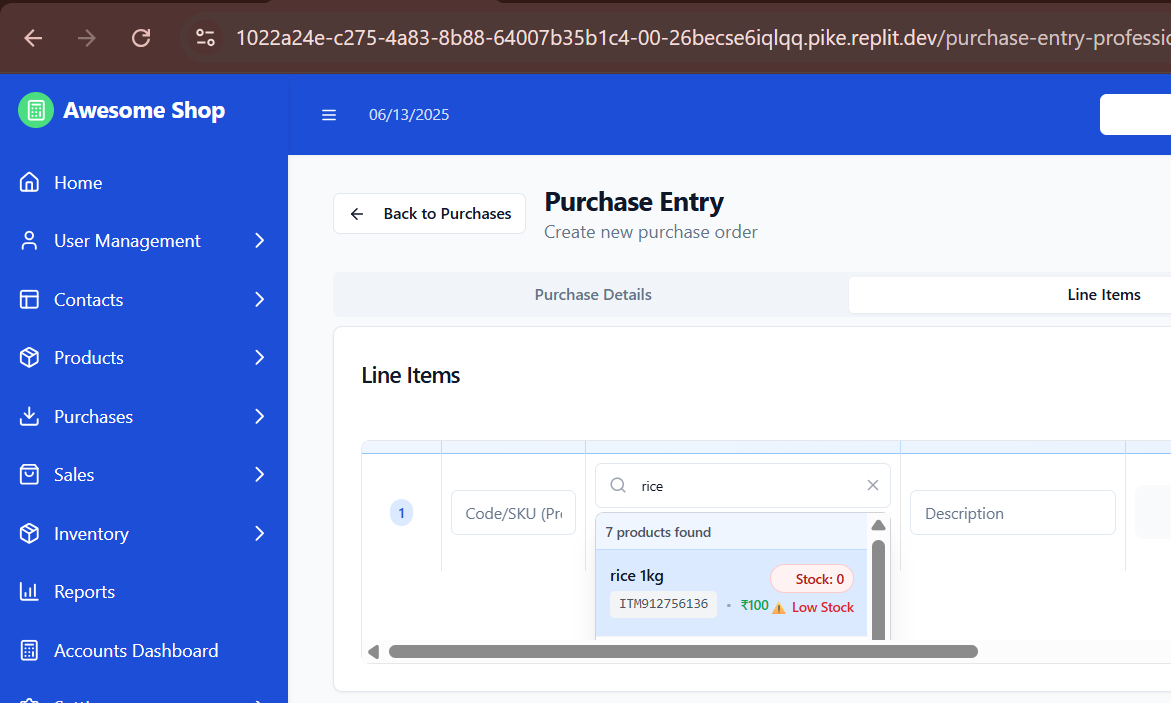 1022a24e-c275-4a83-8b88-64007b35b1c4-00-26becse6iqlqq.pike.replit.dev/purchase-entry-professio
Awesome Shop
06/13/2025
Home
User Management
Contacts
Products
Purchases
Sales
Inventory
Reports
Accounts Dashboard
Back to Purchases
Purchase Entry
Create new purchase order
Purchase Details
Line Items
Line Items
1
Code/SKU (Pr
rice
7 products found
rice 1kg
Stock: 0
ITM912756136
• ₹100
Low Stock
Description